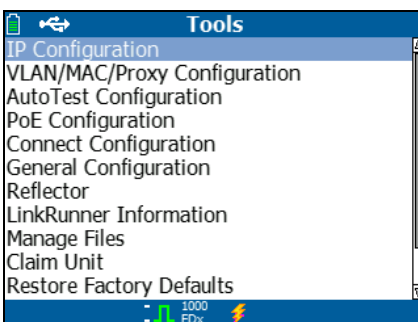 Tools
IP Configuration
VLAN/MAC/Proxy Configuration
AutoTest Configuration
PoE Configuration
Connect Configuration
General Configuration
Reflector
LinkRunner Information
Manage Files
Claim Unit
Restore Factory Defaults
1000
FDx